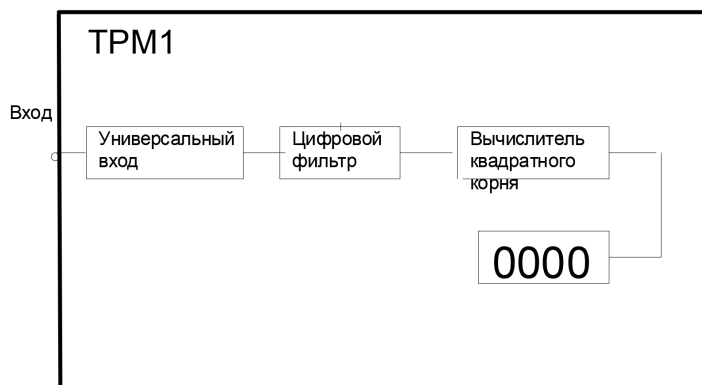 ТРМ1
Вход
Универсальный
вход
Цифровой
фильтр
Вычислитель
квадратного
корня
0000